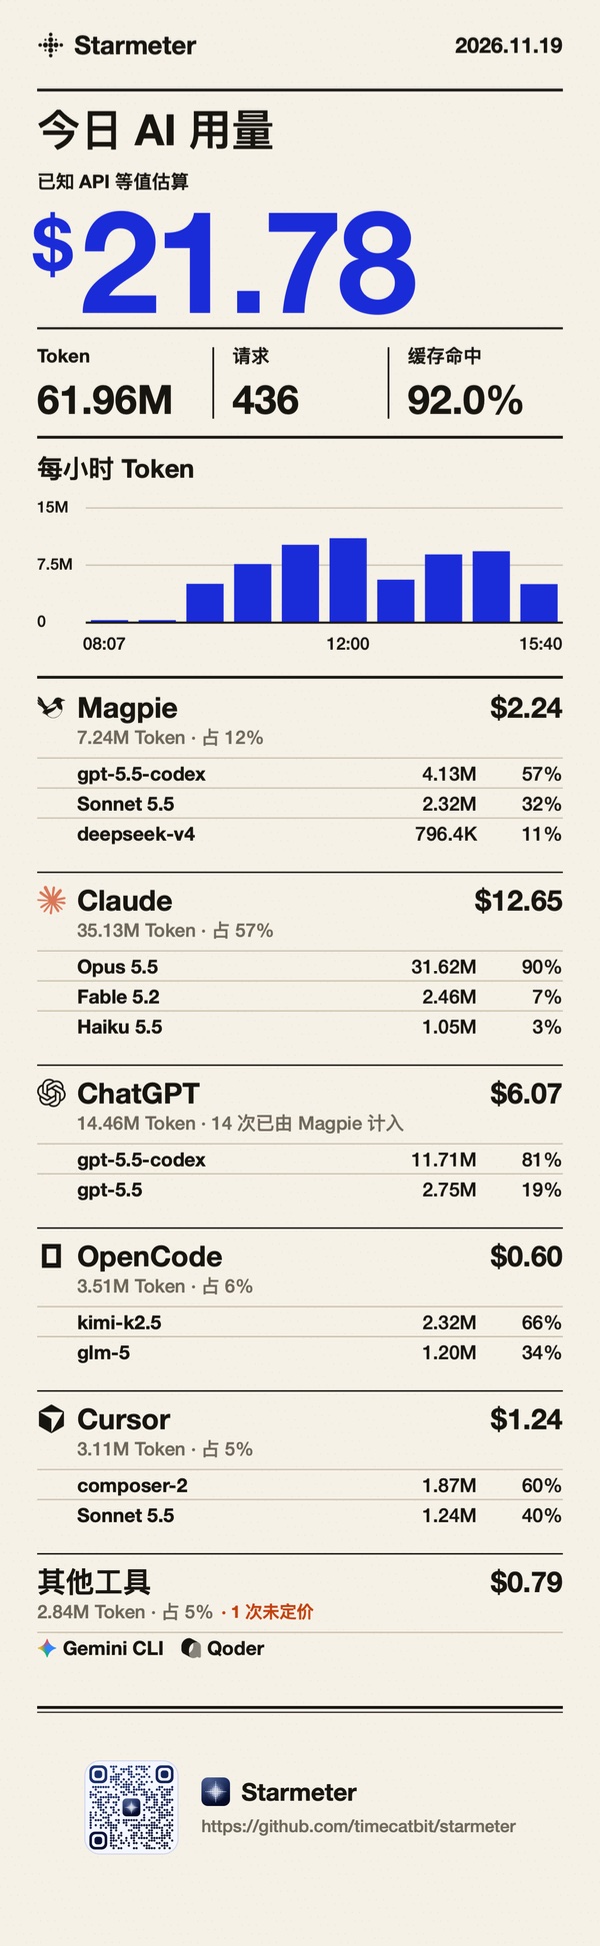 Starmeter 2026.11.19
今日 AI 用量
已知 API 等值估算
$21.78
Token 请求 缓存命中
61.96M 436 92.0%
每小时 Token
15M
7.5M
0
08:07 12:00 15:40
Magpie $2.24
7.24M Token · 占 12%
gpt-5.5-codex 4.13M 57%
Sonnet 5.5 2.32M 32%
deepseek-v4 796.4K 11%
Claude $12.65
35.13M Token · 占 57%
Opus 5.5 31.62M 90%
Fable 5.2 2.46M 7%
Haiku 5.5 1.05M 3%
ChatGPT $6.07
14.46M Token · 14 次已由 Magpie 计入
gpt-5.5-codex 11.71M 81%
gpt-5.5 2.75M 19%
OpenCode $0.60
3.51M Token · 占 6%
kimi-k2.5 2.32M 66%
glm-5 1.20M 34%
Cursor $1.24
3.11M Token · 占 5%
composer-2 1.87M 60%
Sonnet 5.5 1.24M 40%
其他工具 $0.79
2.84M Token · 占 5% · 1 次未定价
Gemini CLI Qoder
Starmeter
https://github.com/timecatbit/starmeter